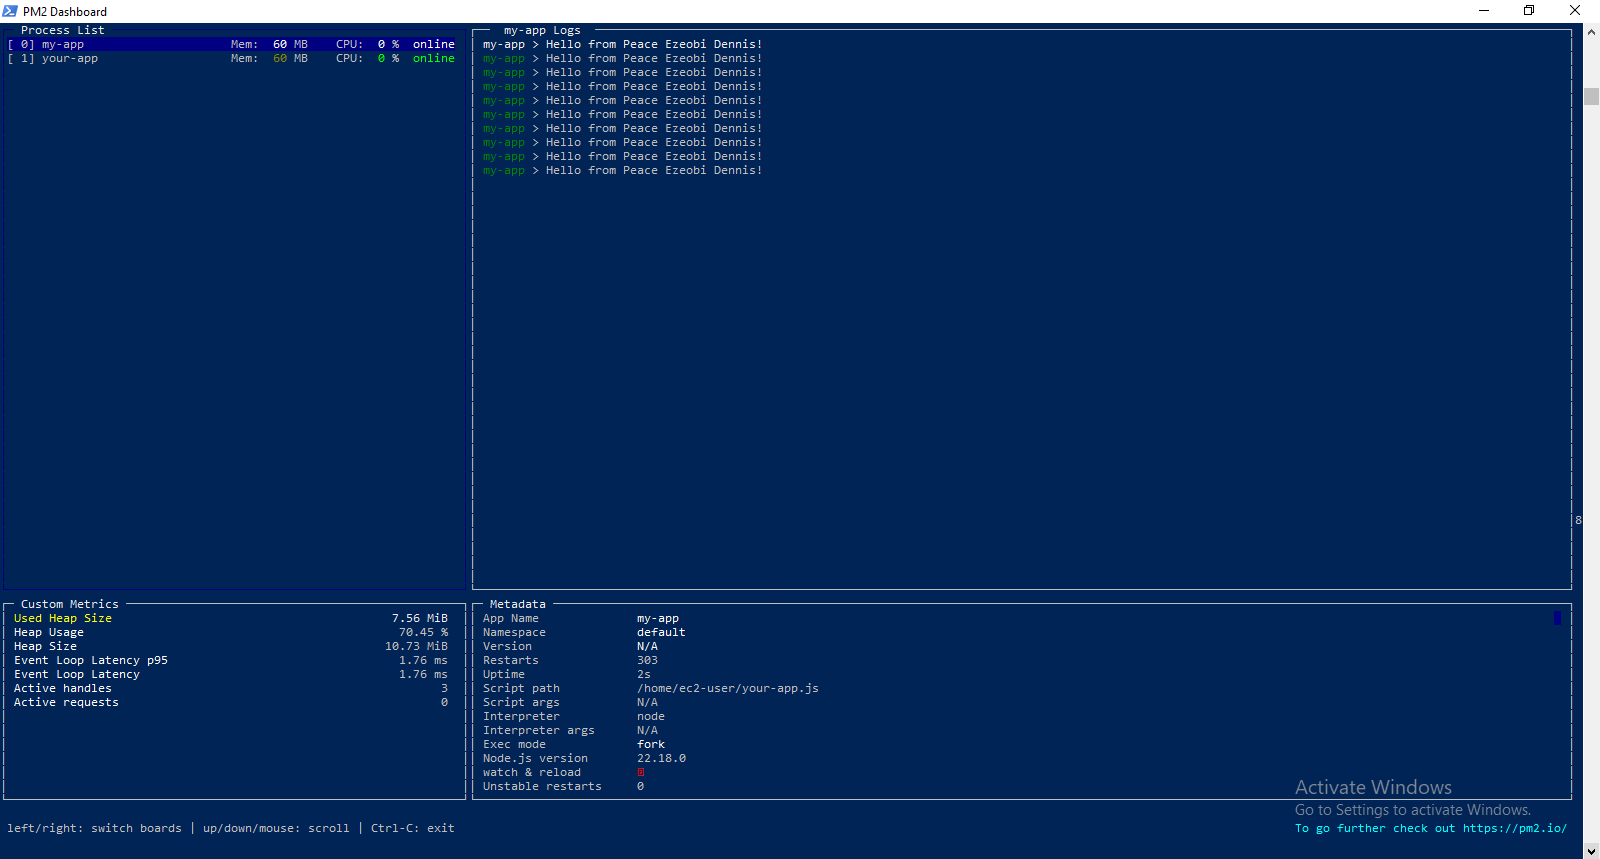 PM2 Dashboard
Process List
[ 0] my-app Mem: 60 MB CPU: 0 % online
[ 1] your-app Mem: 60 MB CPU: 0 % online
my-app Logs
my-app > Hello from Peace Ezeobi Dennis!
my-app > Hello from Peace Ezeobi Dennis!
my-app > Hello from Peace Ezeobi Dennis!
my-app > Hello from Peace Ezeobi Dennis!
my-app > Hello from Peace Ezeobi Dennis!
my-app > Hello from Peace Ezeobi Dennis!
my-app > Hello from Peace Ezeobi Dennis!
my-app > Hello from Peace Ezeobi Dennis!
my-app > Hello from Peace Ezeobi Dennis!
my-app > Hello from Peace Ezeobi Dennis!
8
Custom Metrics
Used Heap Size 7.56 MiB
Heap Usage 70.45 %
Heap Size 10.73 MiB
Event Loop Latency p95 1.76 ms
Event Loop Latency 1.76 ms
Active handles 3
Active requests 0
Metadata
App Name my-app
Namespace default
Version N/A
Restarts 303
Uptime 2s
Script path /home/ec2-user/your-app.js
Script args N/A
Interpreter node
Interpreter args N/A
Exec mode fork
Node.js version 22.18.0
watch & reload
Unstable restarts 0
Activate Windows
Go to Settings to activate Windows.
left/right: switch boards | up/down/mouse: scroll | Ctrl-C: exit
To go further check out https://pm2.io/